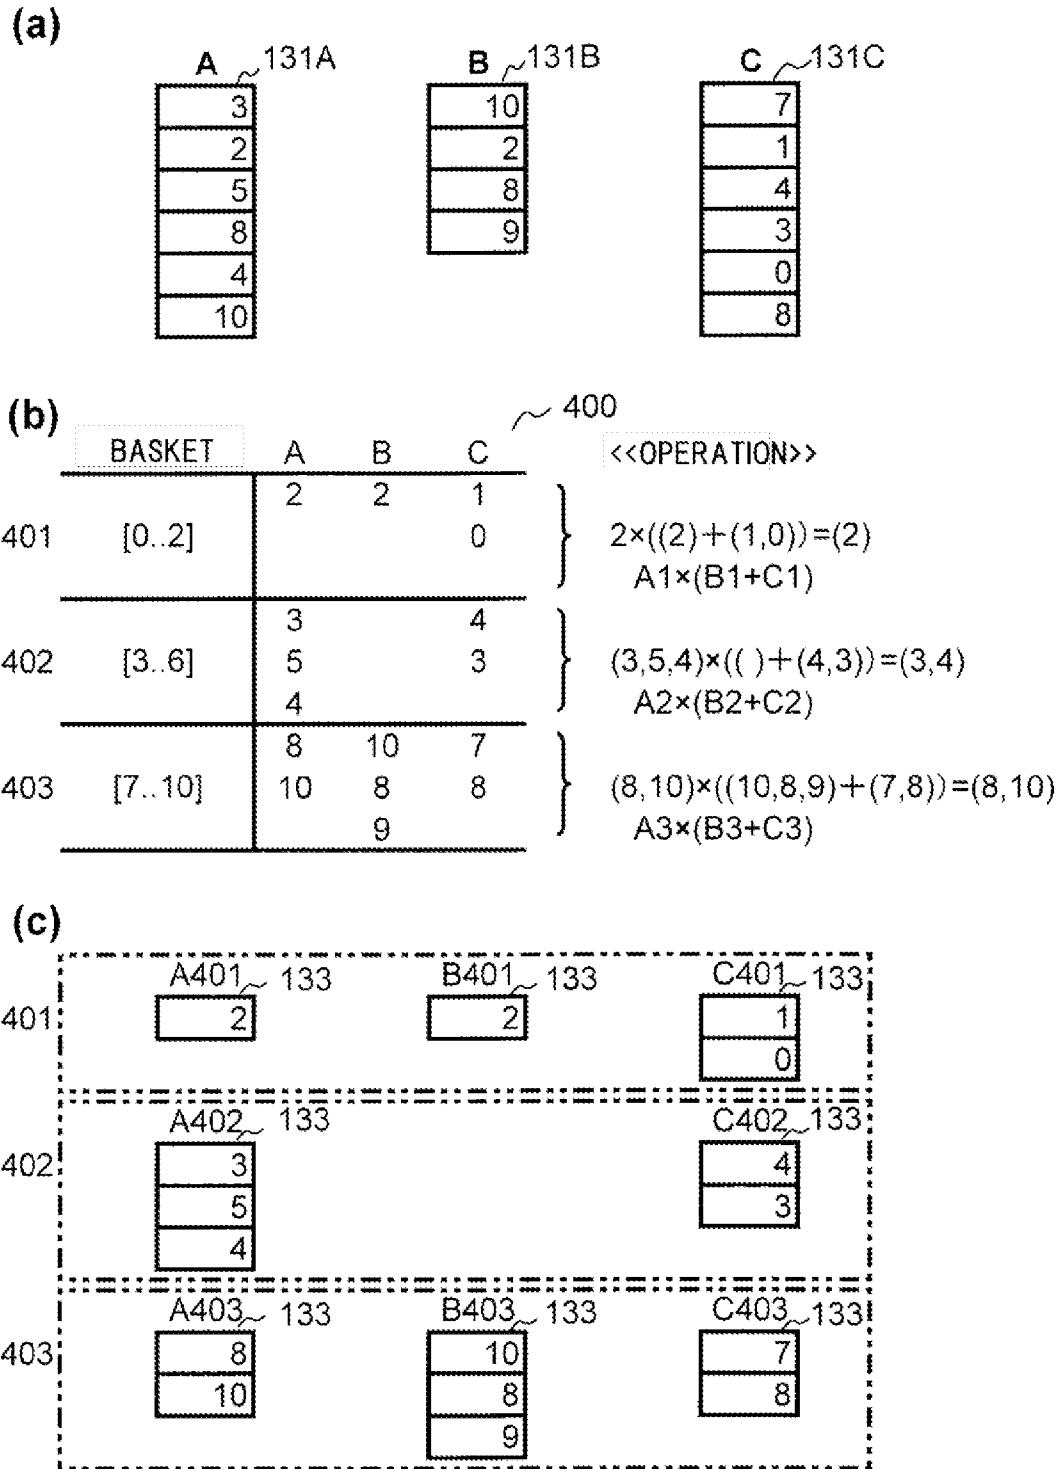 (a)
A 131A B 131B C 131C
3 10 7
2 2 1
5 8 4
8 9 3
4 0
10 8
(b)
400
BASKET A B C <<OPERATION>>
2 2 1
401 [0..2] 0 2×((2)+(1,0))=(2)
A1×(B1+C1)
3 4
402 [3..6] 5 3 (3,5,4)×(( )+(4,3))=(3,4)
4 A2×(B2+C2)
8 10 7
403 [7..10] 10 8 8 (8,10)×((10,8,9)+(7,8))=(8,10)
9 A3×(B3+C3)
(c)
A401 133 B401 133 C401 133
401 2 2 1
0
A402 133 C402 133
402 3 4
5 3
4
A403 133 B403 133 C403 133
403 8 10 7
10 8 8
9